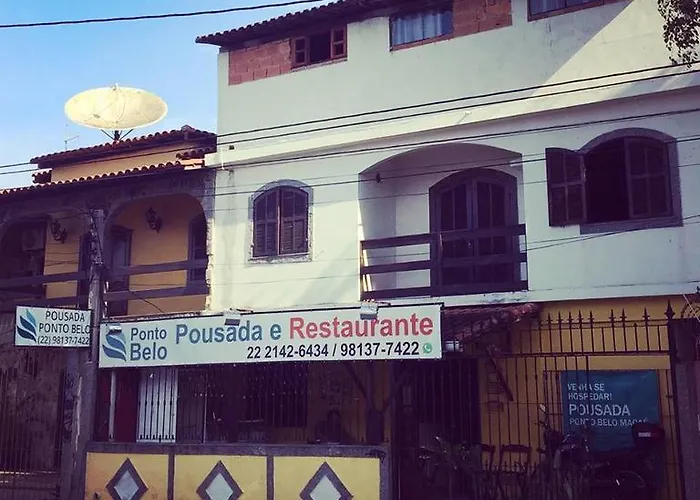 POUSADA
PONTO BELO
(22) 98137-7422
Ponto
Belo
Pousada e Restaurante
22 2142-6434 / 98137-7422
VENHA SE
HOSPEDAR!
POUSADA
PONTO BELO MACAÉ